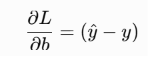 ∂L/∂b = (ŷ − y)